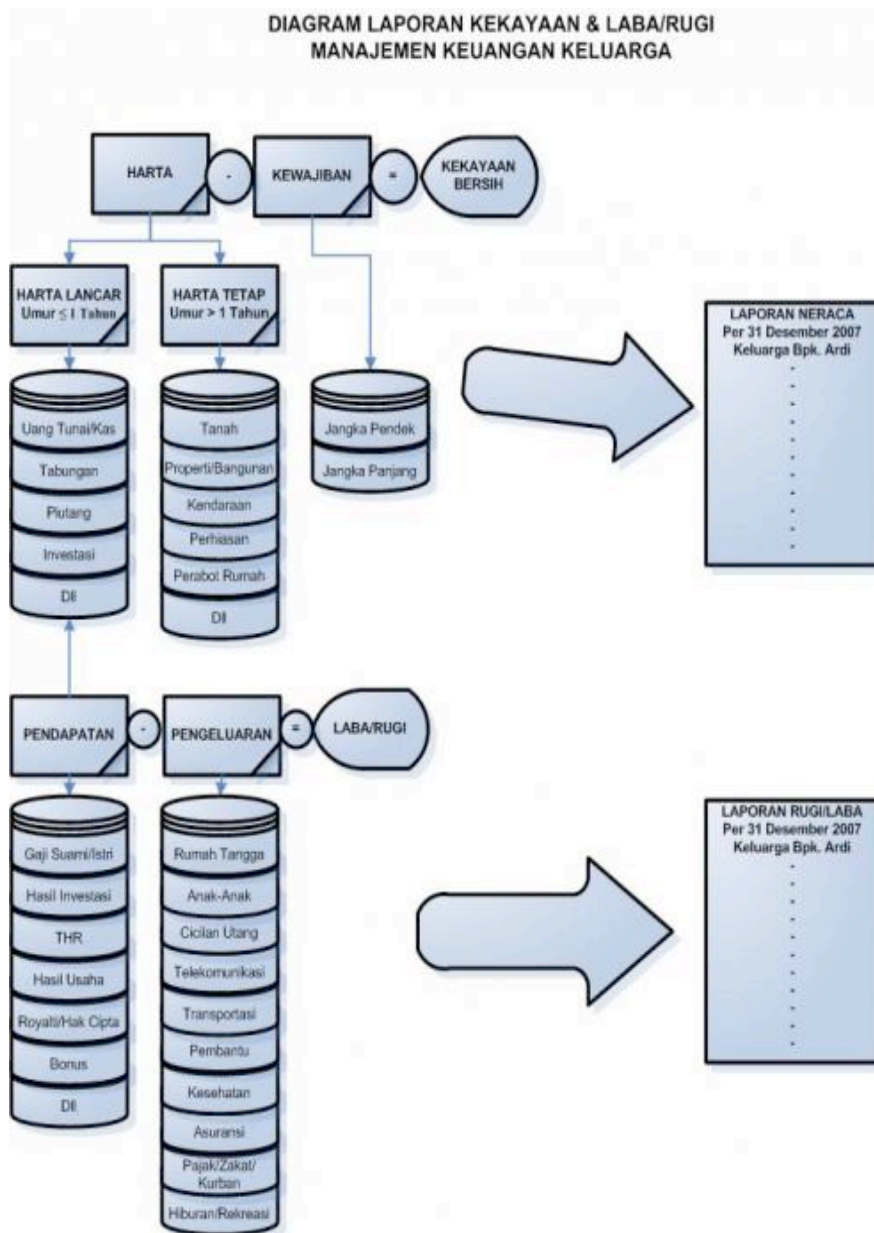 DIAGRAM LAPORAN KEKAYAAN & LABA/RUGI
MANAJEMEN KEUANGAN KELUARGA
HARTA
-
KEWAJIBAN
=
KEKAYAAN
BERSIH
HARTA LANCAR
Umur ≤ 1 Tahun
HARTA TETAP
Umur > 1 Tahun
Uang Tunai/Kas
Tabungan
Piutang
Investasi
Dll
Tanah
Properti/Bangunan
Kendaraan
Perhiasan
Perabot Rumah
Dll
Jangka Pendek
Jangka Panjang
LAPORAN NERACA
Per 31 Desember 2007
Keluarga Bpk. Ardi
-
-
-
-
-
-
-
-
-
-
-
PENDAPATAN
-
PENGELUARAN
=
LABA/RUGI
Gaji Suami/Istri
Hasil Investasi
THR
Hasil Usaha
Royalti/Hak Cipta
Bonus
Dll
Rumah Tangga
Anak-Anak
Cicilan Utang
Telekomunikasi
Transportasi
Pembantu
Kesehatan
Asuransi
Pajak/Zakat/
Kurban
Hiburan/Rekreasi
LAPORAN RUGI/LABA
Per 31 Desember 2007
Keluarga Bpk. Ardi
-
-
-
-
-
-
-
-
-
-
-